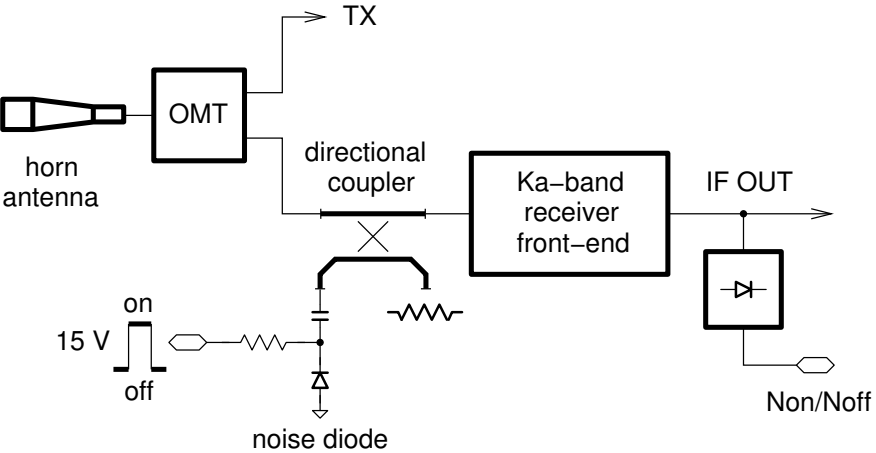 TX
OMT
horn
antenna
directional
coupler
Ka−band
receiver
front−end
IF OUT
on
15 V
off
noise diode
Non/Noff